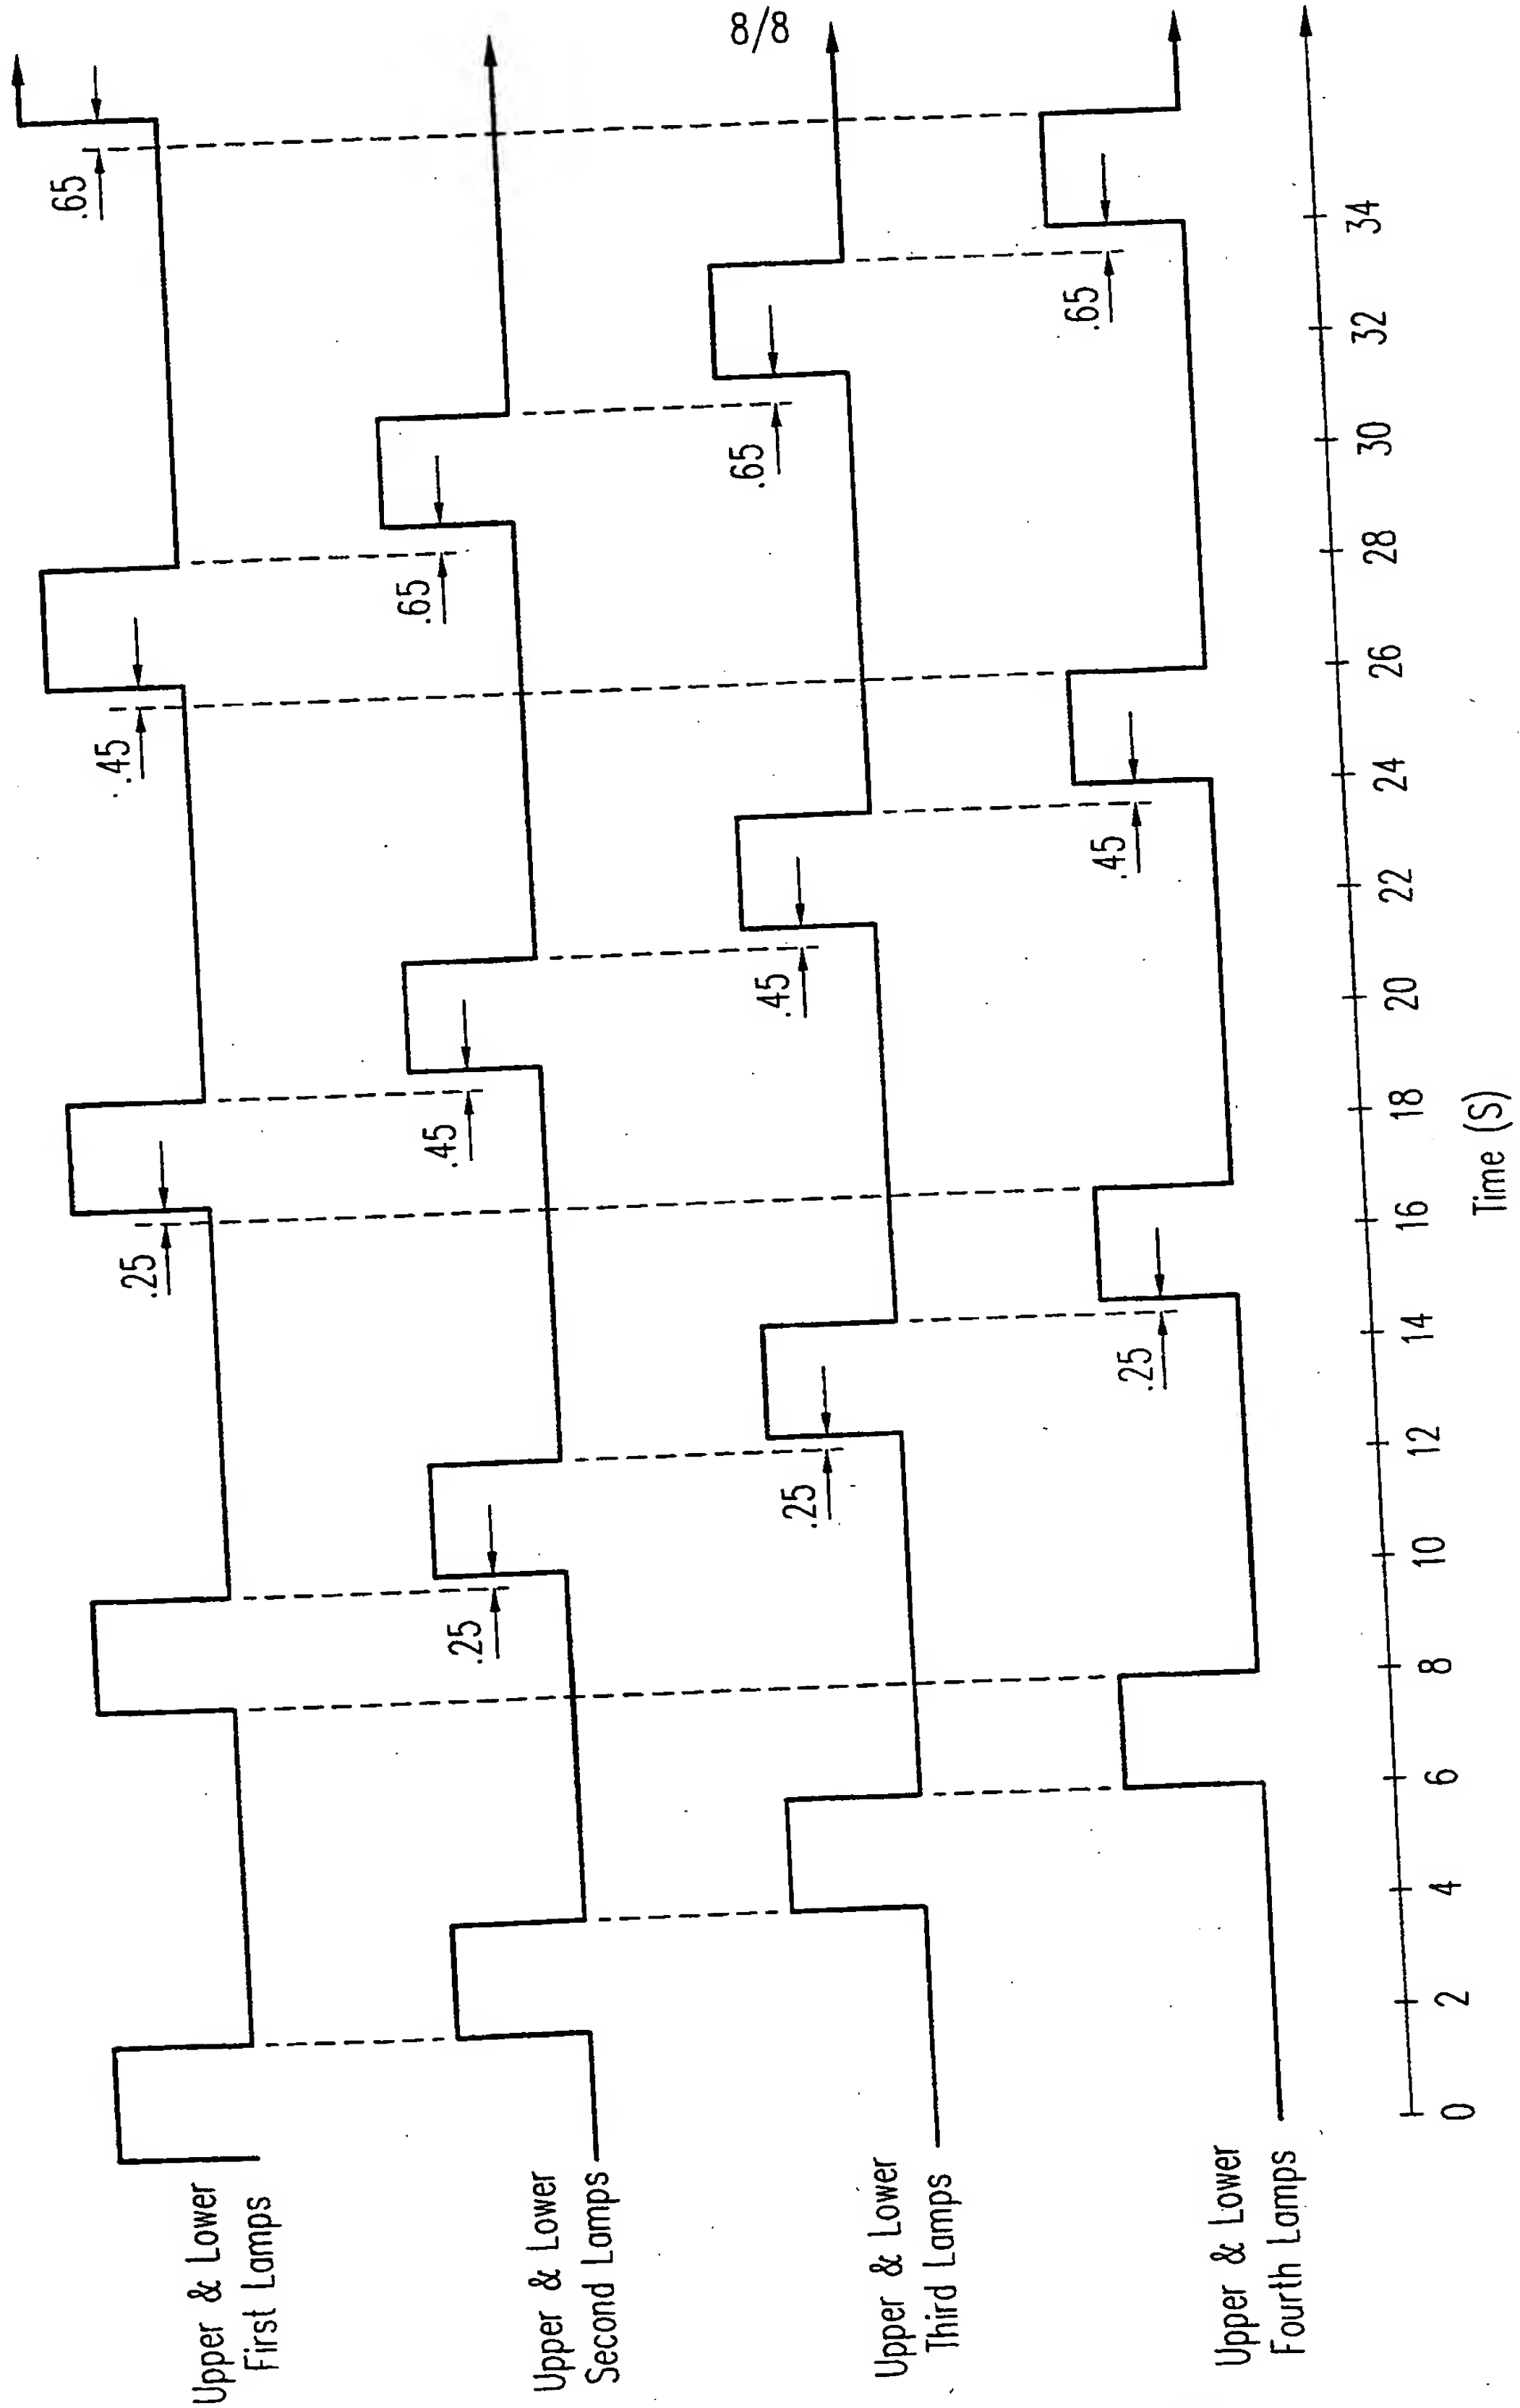 8/8
Upper & Lower
First Lamps
.25
.45
.65
Upper & Lower
Second Lamps
.25
.45
.65
Upper & Lower
Third Lamps
.25
.45
.65
Upper & Lower
Fourth Lamps
.25
.45
.65
0 2 4 6 8 10 12 14 16 18 20 22 24 26 28 30 32 34
Time (S)